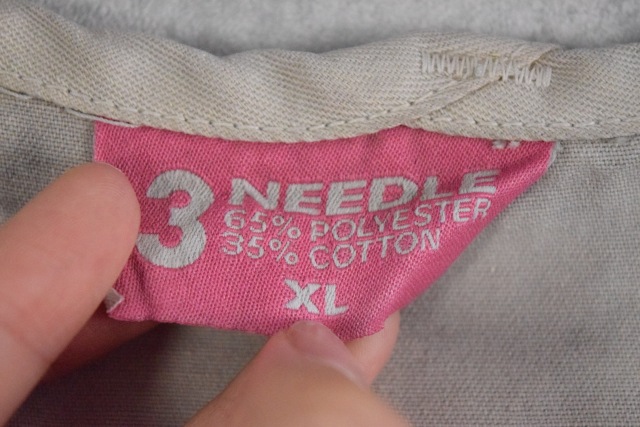 3 NEEDLE
65% POLYESTER
35% COTTON
XL